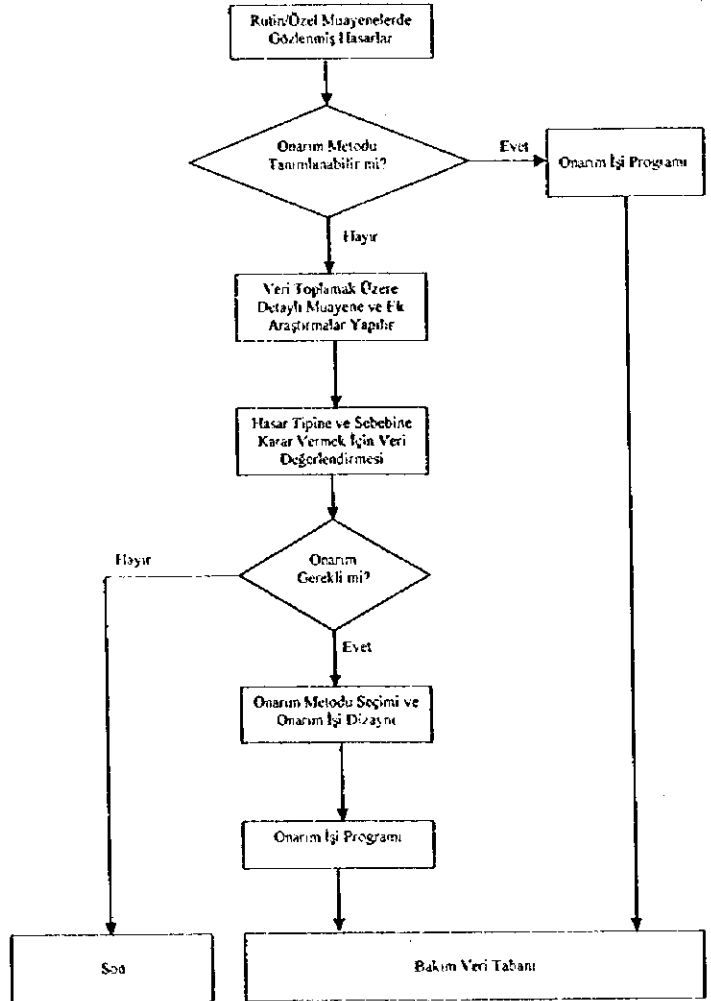 Rutin/Özel Muayenelerde
Gözlenmiş Hasarlar
Onarım Metodu
Tanımlanabilir mi?
Evet
Onarım İşi Programı
Hayır
Veri Toplamak Üzere
Detaylı Muayene ve Ek
Araştırmalar Yapılır
Hasar Tipine ve Sebebine
Karar Vermek İçin Veri
Değerlendirmesi
Hayır
Onarım
Gerekli mi?
Evet
Onarım Metodu Seçimi ve
Onarım İşi Dizaynı
Onarım İşi Programı
Son
Bakım Veri Tabanı